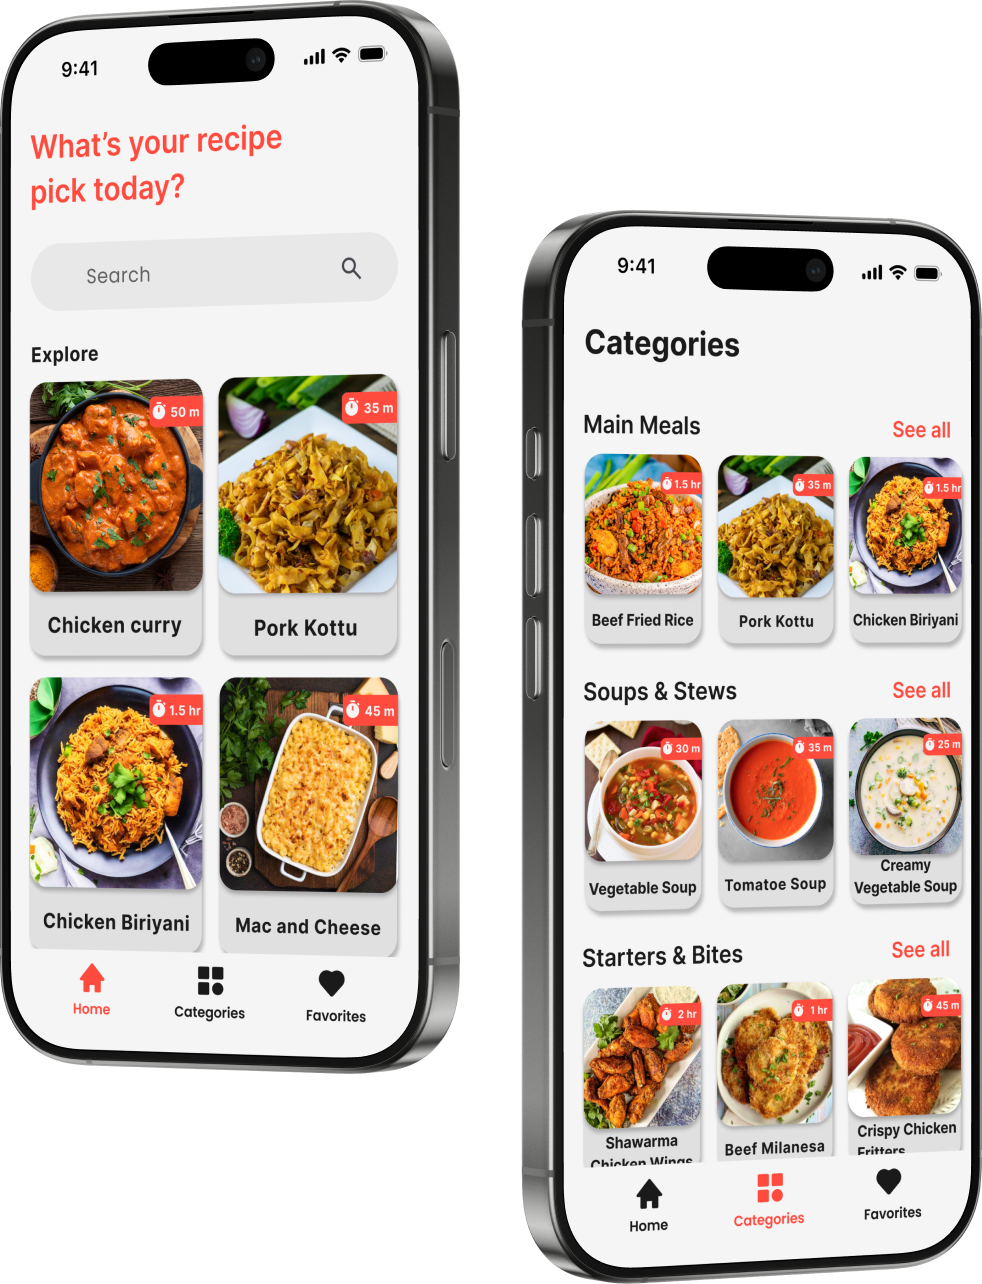 9:41
What's your recipe
pick today?
Search
Explore
50 m
35 m
Chicken curry
Pork Kottu
1.5 hr
45 m
Chicken Biriyani
Mac and Cheese
Home
Categories
Favorites
9:41
Categories
Main Meals
See all
1.5 hr
35 m
1.5 hr
Beef Fried Rice
Pork Kottu
Chicken Biriyani
Soups & Stews
See all
30 m
35 m
25 m
Vegetable Soup
Tomatoe Soup
Creamy
Vegetable Soup
Starters & Bites
See all
2 hr
1 hr
45 m
Shawarma
Chicken Wings
Beef Milanesa
Crispy Chicken
Fritters
Home
Categories
Favorites